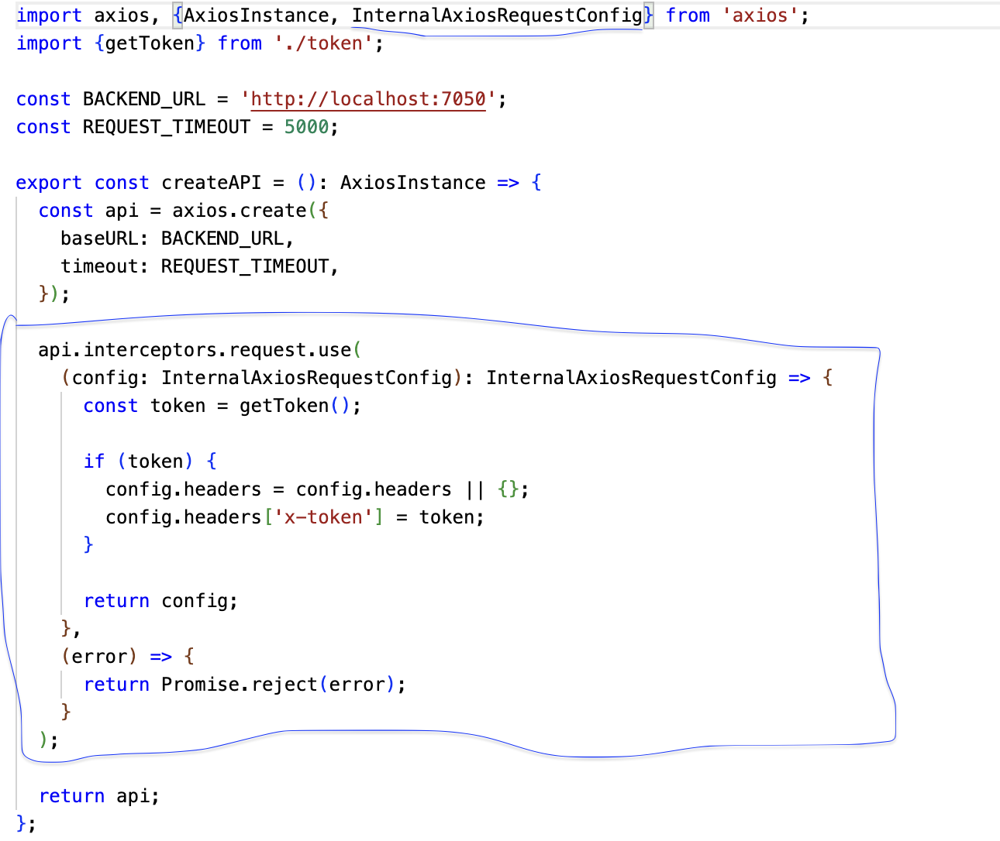 import axios, {AxiosInstance, InternalAxiosRequestConfig} from 'axios';
import {getToken} from './token';
const BACKEND_URL = 'http://localhost:7050';
const REQUEST_TIMEOUT = 5000;
export const createAPI = (): AxiosInstance => {
  const api = axios.create({
    baseURL: BACKEND_URL,
    timeout: REQUEST_TIMEOUT,
  });
  api.interceptors.request.use(
    (config: InternalAxiosRequestConfig): InternalAxiosRequestConfig => {
      const token = getToken();
      if (token) {
        config.headers = config.headers || {};
        config.headers['x-token'] = token;
      }
      return config;
    },
    (error) => {
      return Promise.reject(error);
    }
  );
  return api;
};